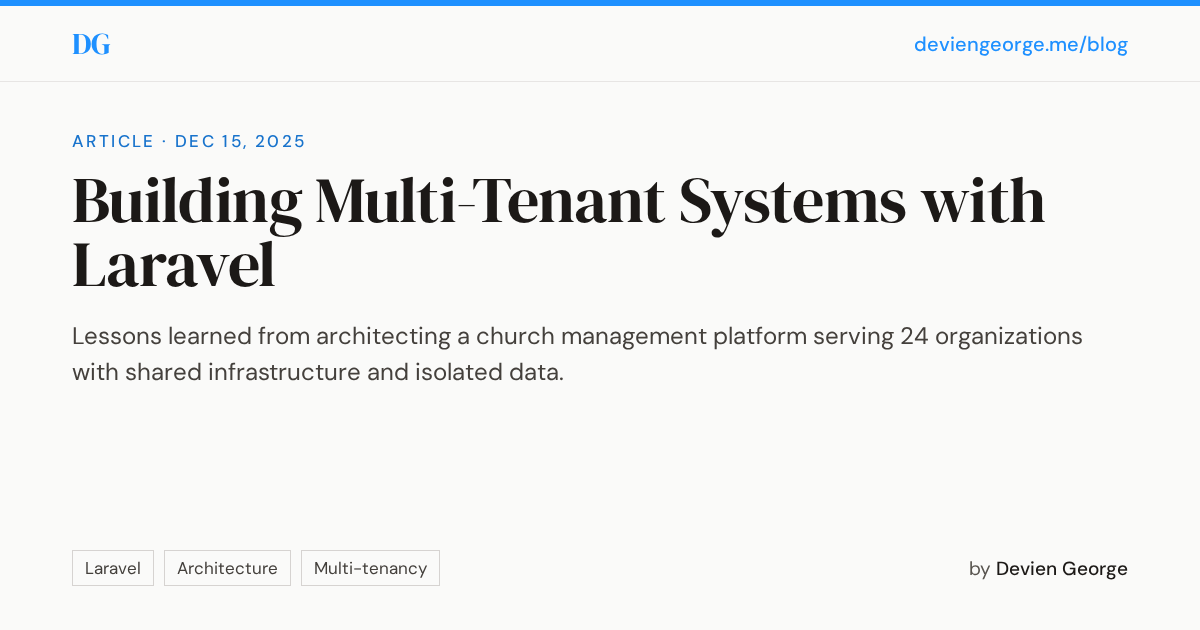 DG
deviengeorge.me/blog
ARTICLE · DEC 15, 2025
Building Multi-Tenant Systems with
Laravel
Lessons learned from architecting a church management platform serving 24 organizations
with shared infrastructure and isolated data.
Laravel
Architecture
Multi-tenancy
by Devien George